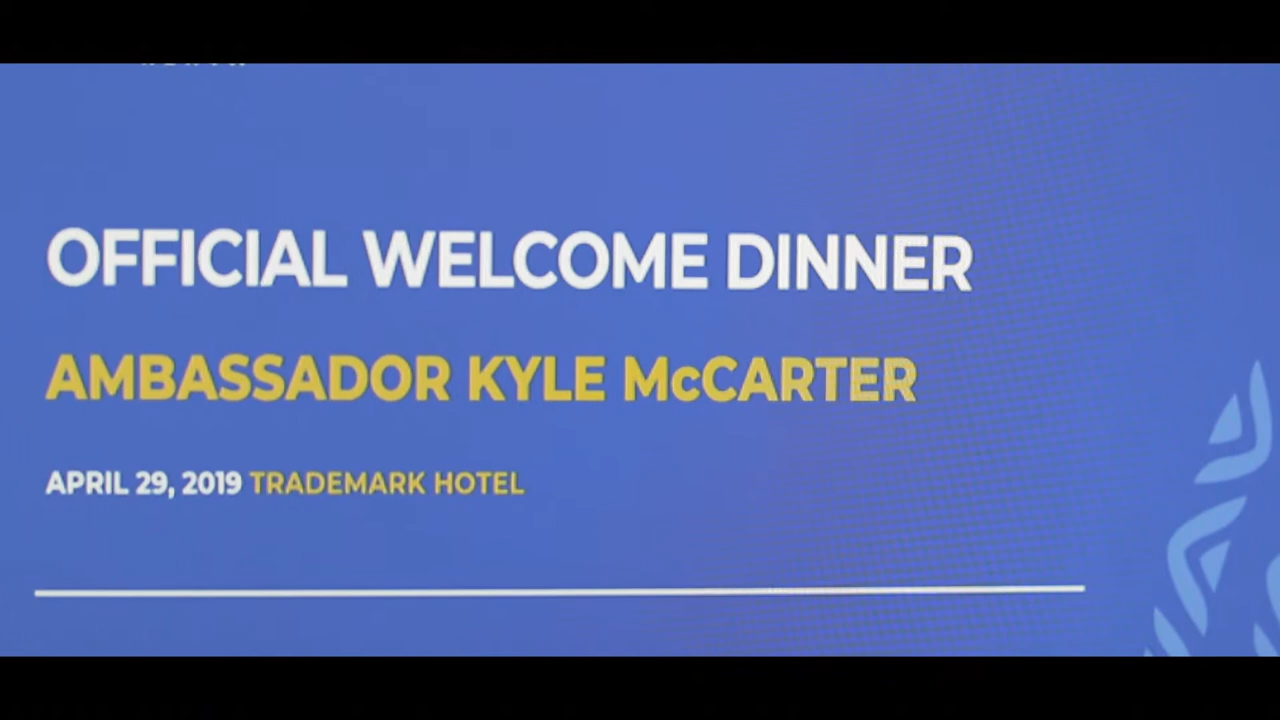 OFFICIAL WELCOME DINNER
AMBASSADOR KYLE McCARTER
APRIL 29, 2019 TRADEMARK HOTEL